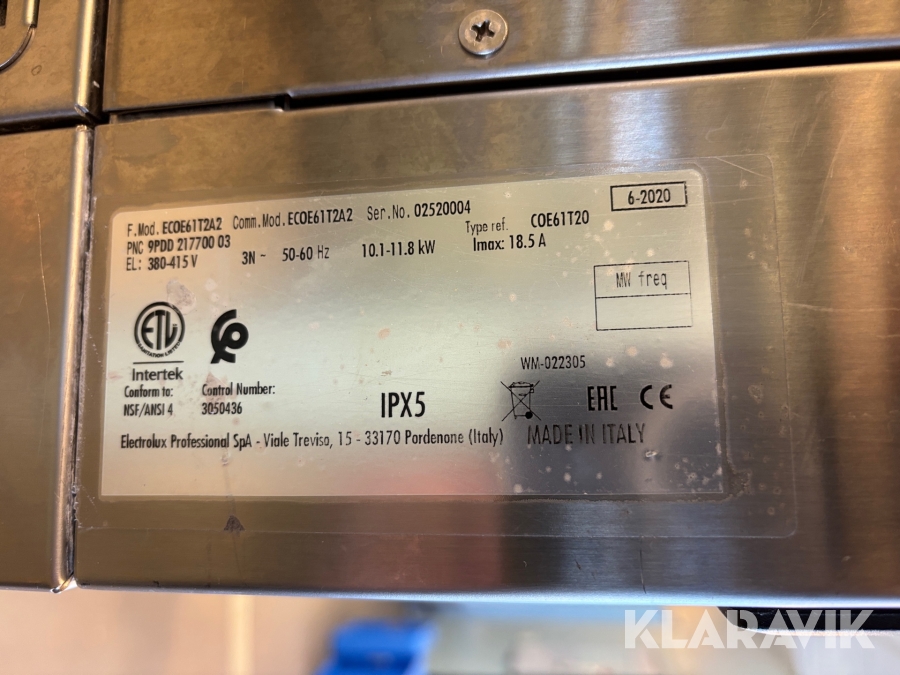 F.Mod. ECOE61T2A2 Comm.Mod. ECOE61T2A2 Ser.No. 02520004
6-2020
PNC 9PDD 217700 03
Type ref. COE61T20
EL: 380-415 V 3N ~ 50-60 Hz 10.1-11.8 kW Imax: 18.5 A
MW freq
ETL
Intertek
Conform to:
NSF/ANSI 4
Control Number:
3050436
IPX5
WM-022305
EAC CE
Electrolux Professional SpA - Viale Treviso, 15 - 33170 Pordenone (Italy) MADE IN ITALY
KLARAVIK